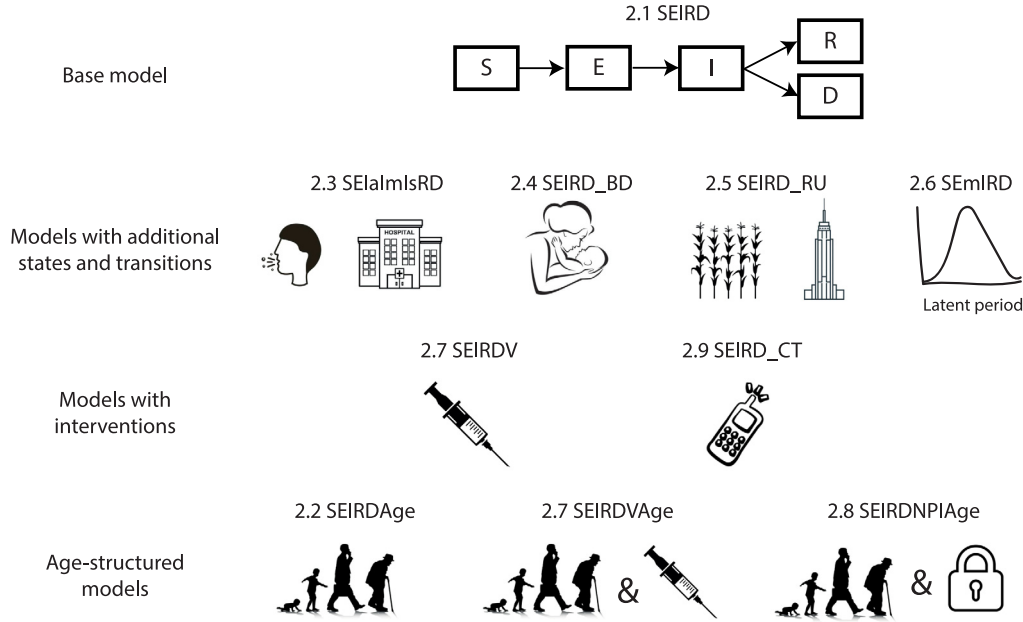 2.1 SEIRD
Base model
S
E
I
R
D
2.3 SEIaImIsRD
2.4 SEIRD_BD
2.5 SEIRD_RU
2.6 SEmIRD
Models with additional
states and transitions
HOSPITAL
Latent period
2.7 SEIRDV
2.9 SEIRD_CT
Models with
interventions
2.2 SEIRDAge
2.7 SEIRDVAge
2.8 SEIRDNPIAge
Age-structured
models
&
&